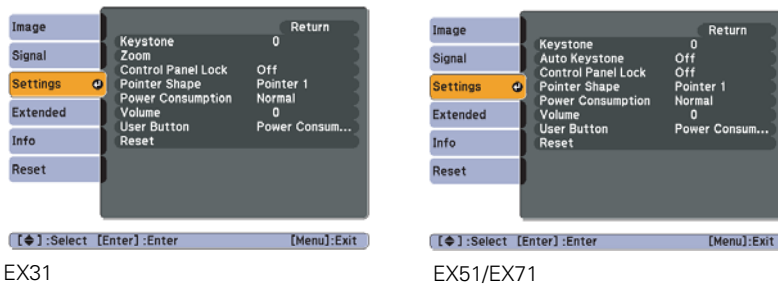 Image
Signal
Settings
Extended
Info
Reset
Return
Keystone 0
Zoom
Control Panel Lock Off
Pointer Shape Pointer 1
Power Consumption Normal
Volume 0
User Button Power Consum...
Reset
[◆]:Select [Enter]:Enter [Menu]:Exit
EX31
Image
Signal
Settings
Extended
Info
Reset
Return
Keystone 0
Auto Keystone Off
Control Panel Lock Off
Pointer Shape Pointer 1
Power Consumption Normal
Volume 0
User Button Power Consum...
Reset
[◆]:Select [Enter]:Enter [Menu]:Exit
EX51/EX71